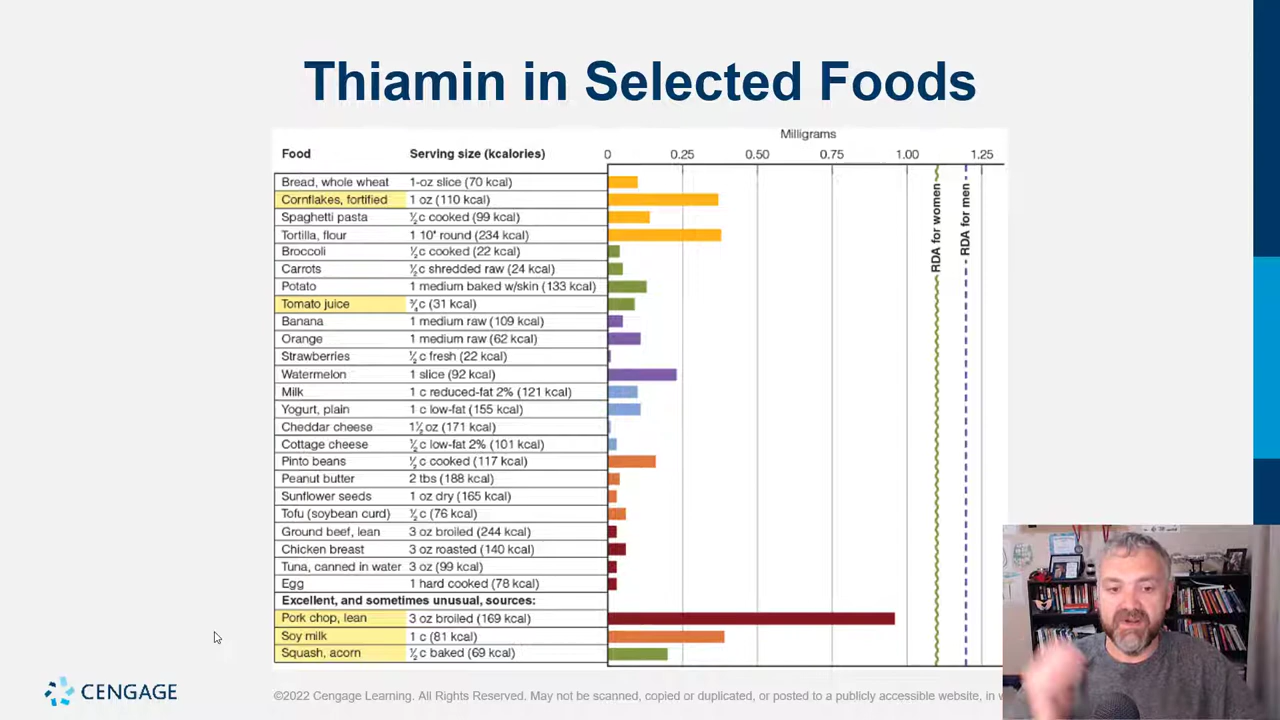 Thiamin in Selected Foods
Milligrams
Food Serving size (kcalories) 0 0.25 0.50 0.75 1.00 1.25
Bread, whole wheat 1-oz slice (70 kcal)
Cornflakes, fortified 1 oz (110 kcal)
Spaghetti pasta ½ c cooked (99 kcal)
Tortilla, flour 1 10" round (234 kcal)
Broccoli ½ c cooked (22 kcal)
Carrots ½ c shredded raw (24 kcal)
Potato 1 medium baked w/skin (133 kcal)
Tomato juice ¾ c (31 kcal)
Banana 1 medium raw (109 kcal)
Orange 1 medium raw (62 kcal)
Strawberries ½ c fresh (22 kcal)
Watermelon 1 slice (92 kcal)
Milk 1 c reduced-fat 2% (121 kcal)
Yogurt, plain 1 c low-fat (155 kcal)
Cheddar cheese 1½ oz (171 kcal)
Cottage cheese ½ c low-fat 2% (101 kcal)
Pinto beans ½ c cooked (117 kcal)
Peanut butter 2 tbs (188 kcal)
Sunflower seeds 1 oz dry (165 kcal)
Tofu (soybean curd) ½ c (76 kcal)
Ground beef, lean 3 oz broiled (244 kcal)
Chicken breast 3 oz roasted (140 kcal)
Tuna, canned in water 3 oz (99 kcal)
Egg 1 hard cooked (78 kcal)
Excellent, and sometimes unusual, sources:
Pork chop, lean 3 oz broiled (169 kcal)
Soy milk 1 c (81 kcal)
Squash, acorn ½ c baked (69 kcal)
RDA for women
RDA for men
CENGAGE
©2022 Cengage Learning. All Rights Reserved. May not be scanned, copied or duplicated, or posted to a publicly accessible website, in w